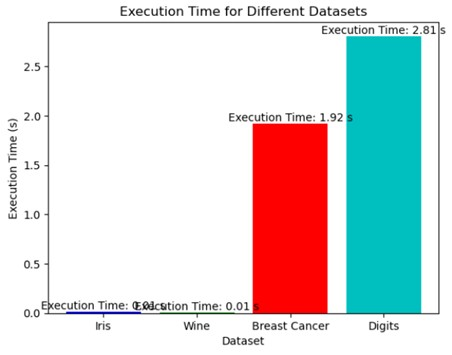 Execution Time for Different Datasets
Execution Time: 2.81 s
2.5
2.0
Execution Time: 1.92 s
Execution Time (s)
1.5
1.0
0.5
Execution Time: 0.01 s
Execution Time: 0.01 s
0.0
Iris
Wine
Breast Cancer
Digits
Dataset